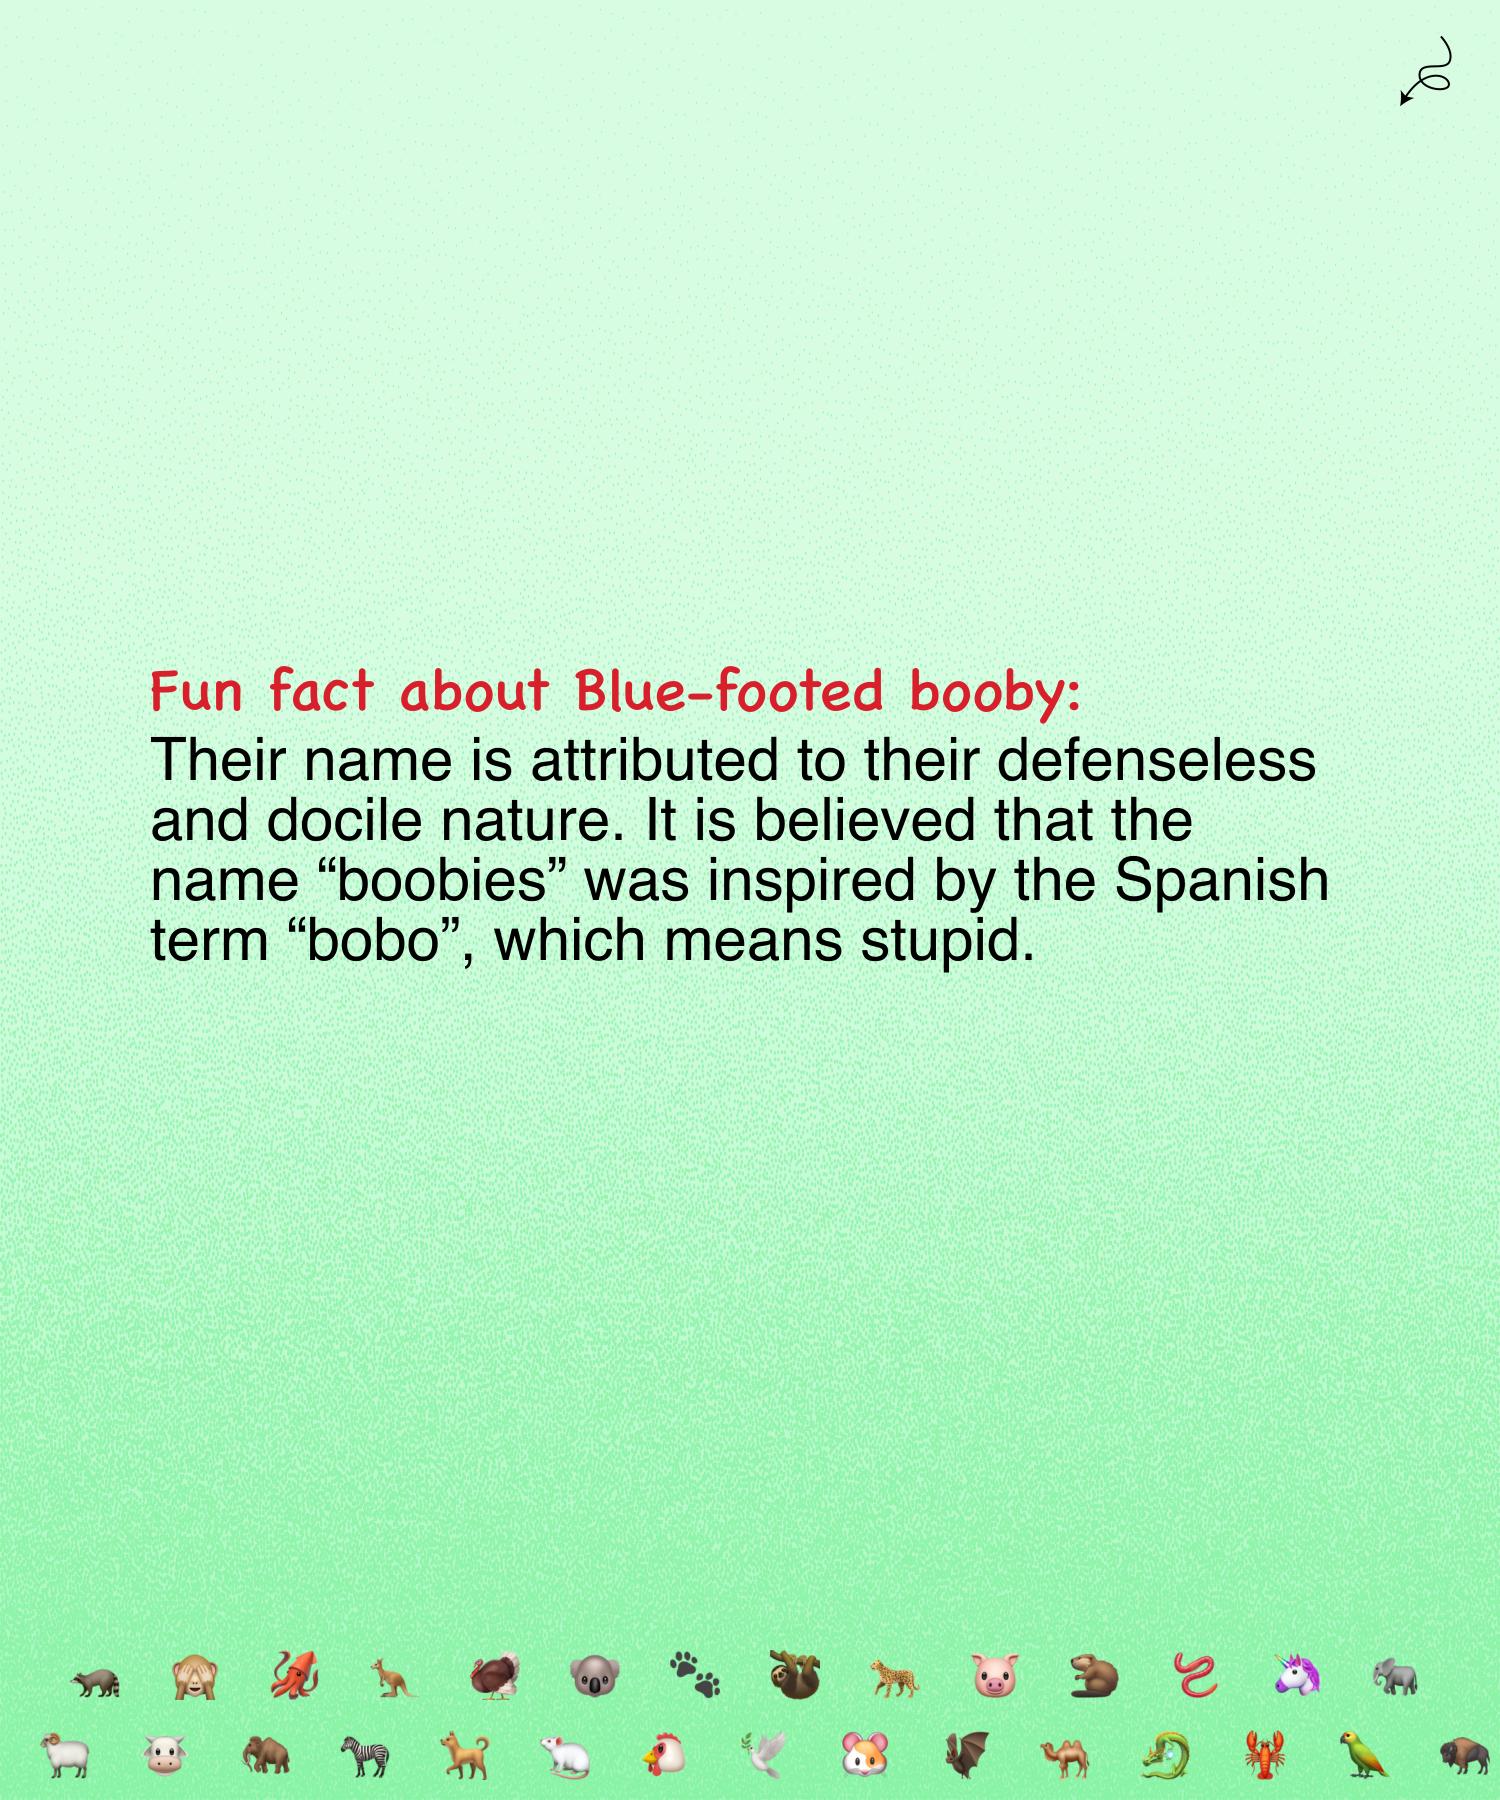 Fun fact about Blue-footed booby:
Their name is attributed to their defenseless
and docile nature. It is believed that the
name “boobies” was inspired by the Spanish
term “bobo”, which means stupid.